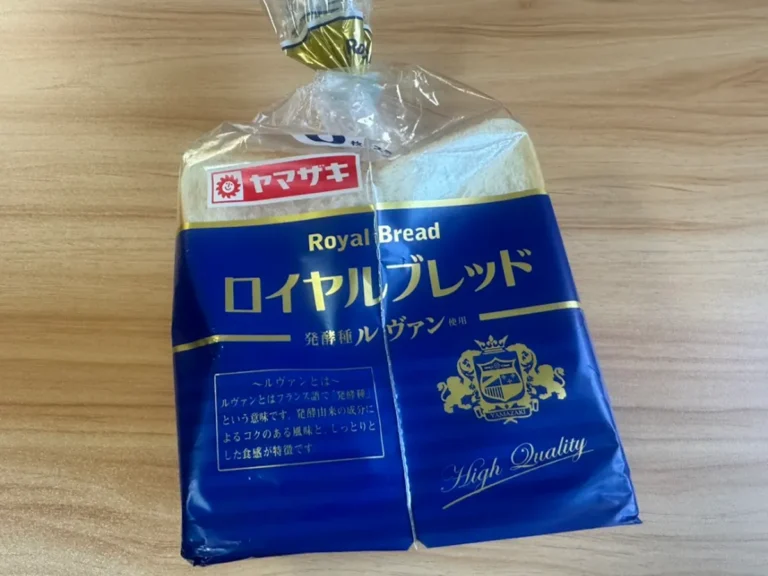 ヤマザキ
Royal Bread
ロイヤルブレッド
発酵種ルヴァン使用
〜ルヴァンとは〜
ルヴァンとはフランス語で「発酵種」
という意味です。発酵由来の成分に
よるコクのある風味と、しっとりと
した食感が特徴です
YAMAZAKI
High Quality